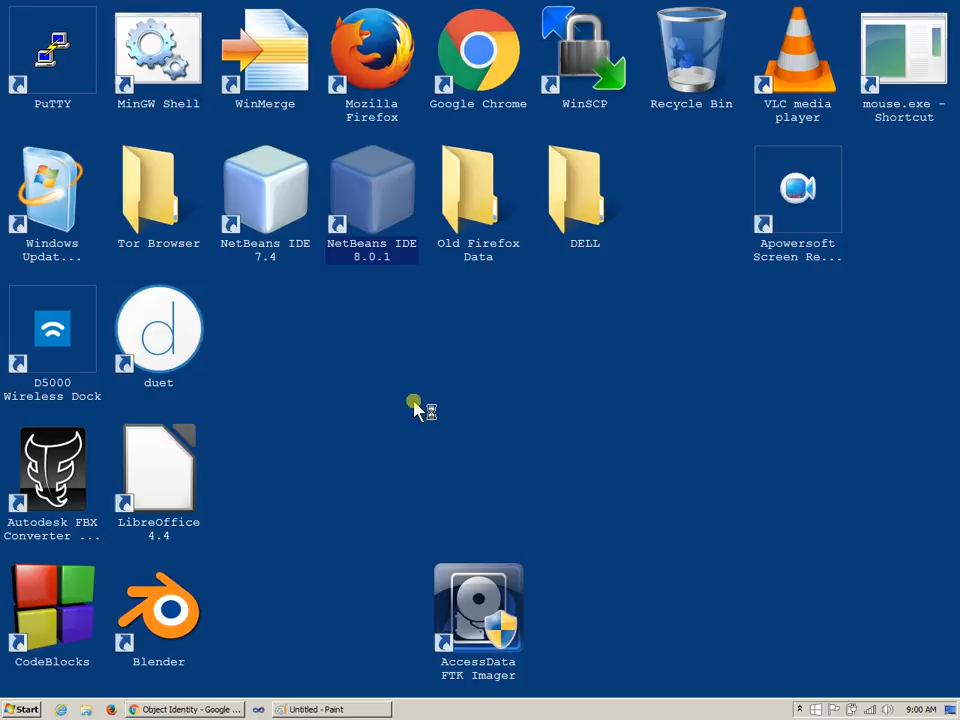 PuTTY
MinGW Shell
WinMerge
Mozilla
Firefox
Google Chrome
WinSCP
Recycle Bin
VLC media
player
mouse.exe -
Shortcut
Windows
Updat...
Tor Browser
NetBeans IDE
7.4
NetBeans IDE
8.0.1
Old Firefox
Data
DELL
Apowersoft
Screen Re...
D5000
Wireless Dock
d
duet
Autodesk FBX
Converter ...
LibreOffice
4.4
CodeBlocks
Blender
AccessData
FTK Imager
Start
Object Identity - Google ...
Untitled - Paint
9:00 AM